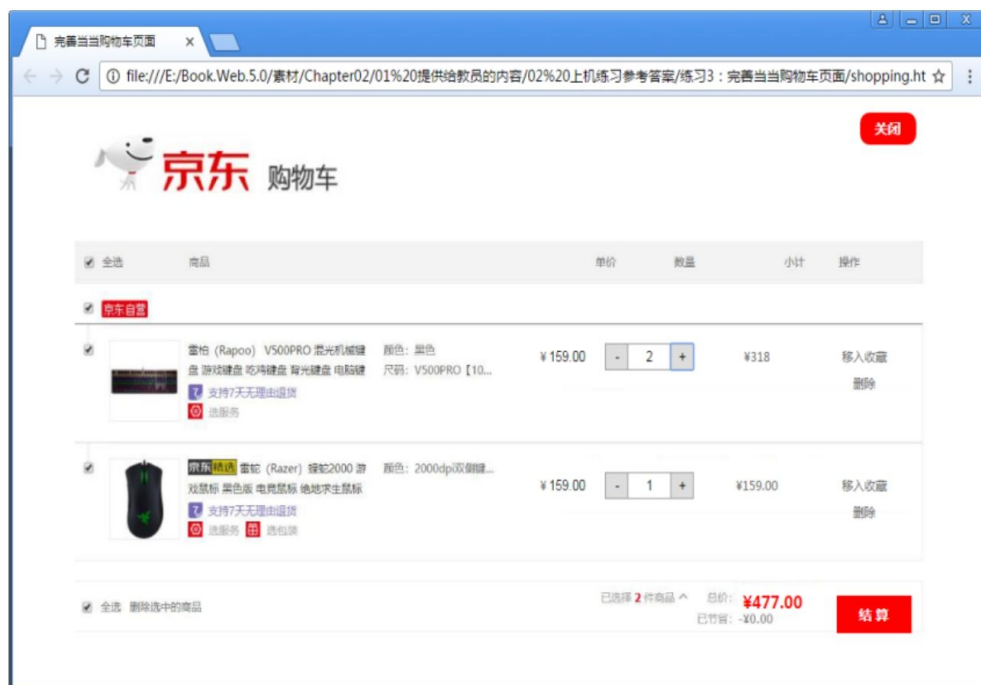 完善当当购物车页面
file:///E:/Book.Web.5.0/素材/Chapter02/01%20提供给教员的内容/02%20上机练习参考答案/练习3：完善当当购物车页面/shopping.ht
关闭
京东 购物车
全选 商品 单价 数量 小计 操作
京东自营
雷柏（Rapoo） V500PRO 混光机械键 颜色：黑色 ¥159.00 - 2 + ¥318 移入收藏
盘 游戏键盘 吃鸡键盘 背光键盘 电脑键 尺码：V500PRO【10... 删除
支持7天无理由退货
选服务
京东精选 雷蛇（Razer）蝰蛇2000 游 颜色：2000dpi双侧键... ¥159.00 - 1 + ¥159.00 移入收藏
戏鼠标 黑色版 电竞鼠标 绝地求生鼠标 删除
支持7天无理由退货
选服务 选包装
全选 删除选中的商品 已选择 2 件商品 总价： ¥477.00 结算
已节省： -¥0.00